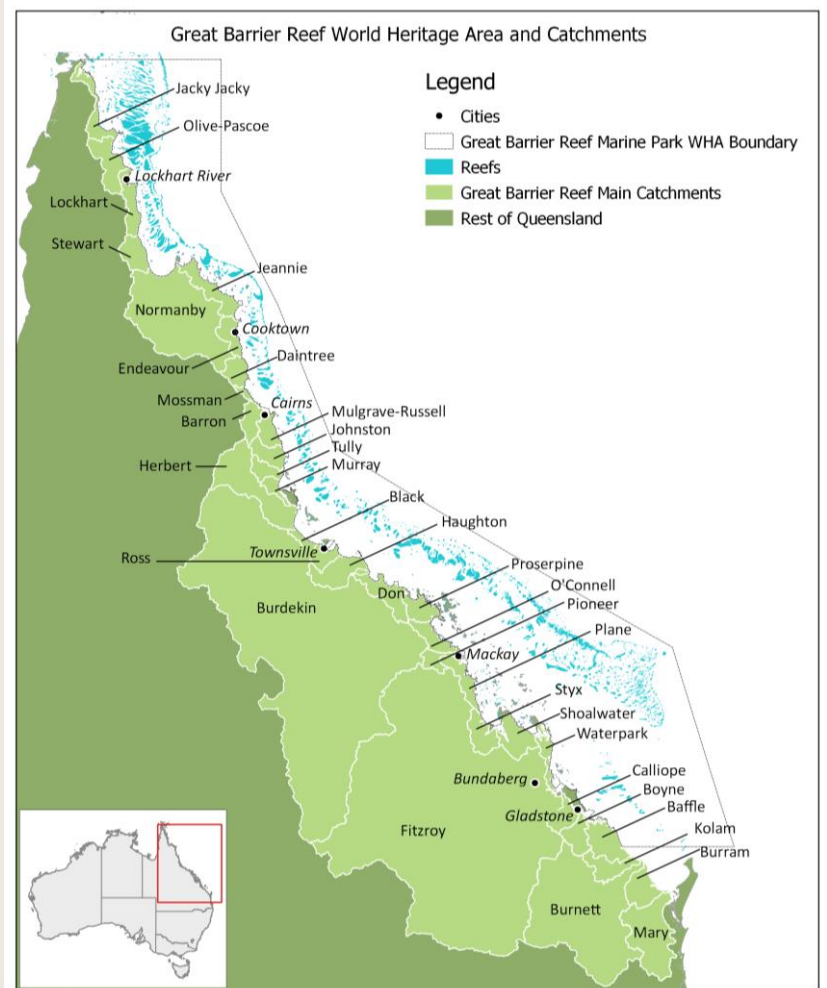 Great Barrier Reef World Heritage Area and Catchments
Legend
Cities
Great Barrier Reef Marine Park WHA Boundary
Reefs
Great Barrier Reef Main Catchments
Rest of Queensland
Jacky Jacky
Olive-Pascoe
Lockhart River
Lockhart
Stewart
Jeannie
Normanby
Cooktown
Daintree
Endeavour
Mossman
Cairns
Barron
Mulgrave-Russell
Johnston
Tully
Murray
Herbert
Black
Haughton
Townsville
Ross
Proserpine
O'Connell
Don
Pioneer
Burdekin
Plane
Mackay
Styx
Shoalwater
Waterpark
Calliope
Bundaberg
Boyne
Baffle
Gladstone
Kolam
Fitzroy
Burram
Burnett
Mary